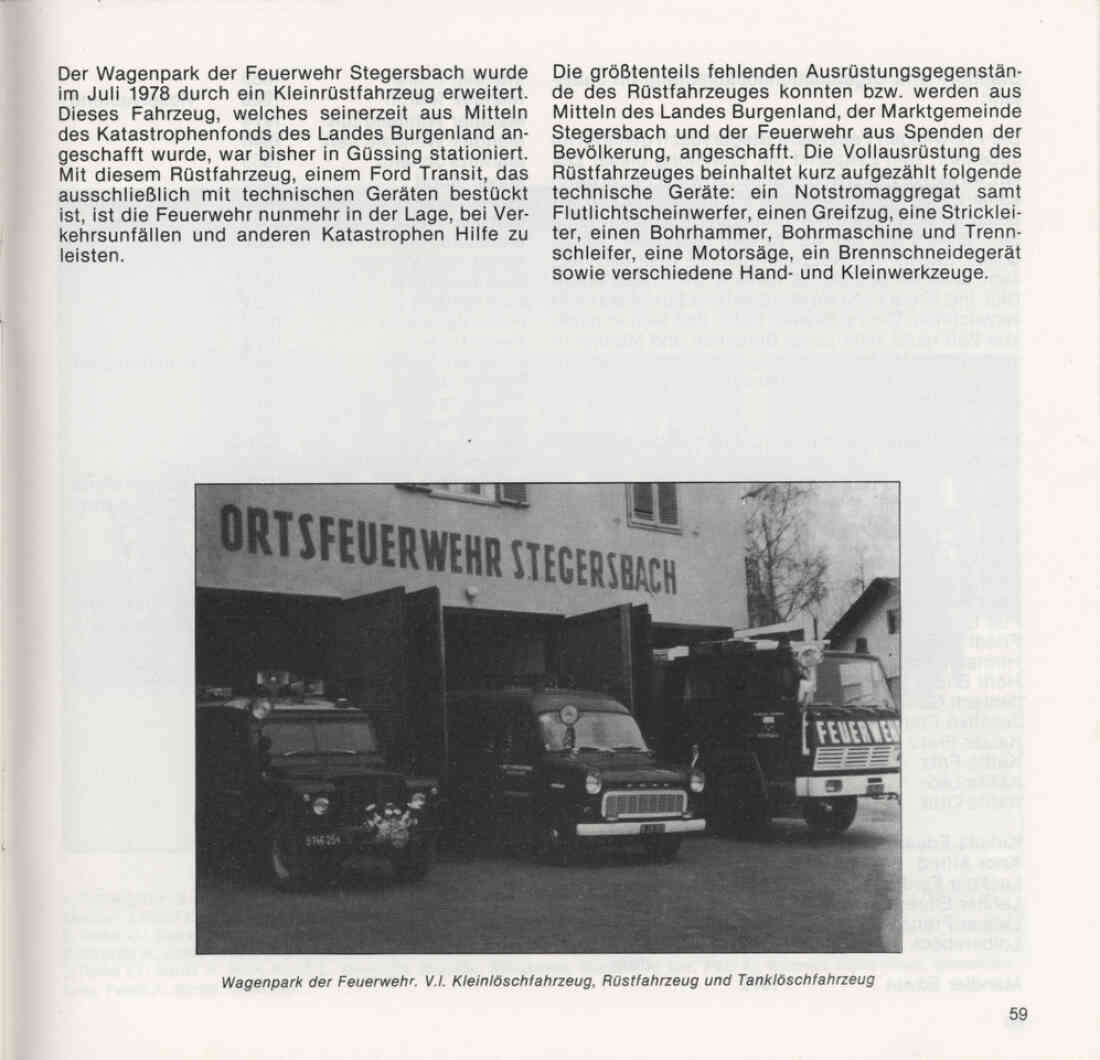 Der Wagenpark der Feuerwehr Stegersbach wurde
im Juli 1978 durch ein Kleinrüstfahrzeug erweitert.
Dieses Fahrzeug, welches seinerzeit aus Mitteln
des Katastrophenfonds des Landes Burgenland an-
geschafft wurde, war bisher in Güssing stationiert.
Mit diesem Rüstfahrzeug, einem Ford Transit, das
ausschließlich mit technischen Geräten bestückt
ist, ist die Feuerwehr nunmehr in der Lage, bei Ver-
kehrsunfällen und anderen Katastrophen Hilfe zu
leisten.
Die größtenteils fehlenden Ausrüstungsgegenstän-
de des Rüstfahrzeuges konnten bzw. werden aus
Mitteln des Landes Burgenland, der Marktgemeinde
Stegersbach und der Feuerwehr aus Spenden der
Bevölkerung, angeschafft. Die Vollausrüstung des
Rüstfahrzeuges beinhaltet kurz aufgezählt folgende
technische Geräte: ein Notstromaggregat samt
Flutlichtscheinwerfer, einen Greifzug, eine Stricklei-
ter, einen Bohrhammer, Bohrmaschine und Trenn-
schleifer, eine Motorsäge, ein Brennschneidegerät
sowie verschiedene Hand- und Kleinwerkzeuge.
ORTSFEUERWEHR STEGERSBACH
FEUERWEH
FORD
Wagenpark der Feuerwehr. V.l. Kleinlöschfahrzeug, Rüstfahrzeug und Tanklöschfahrzeug
59